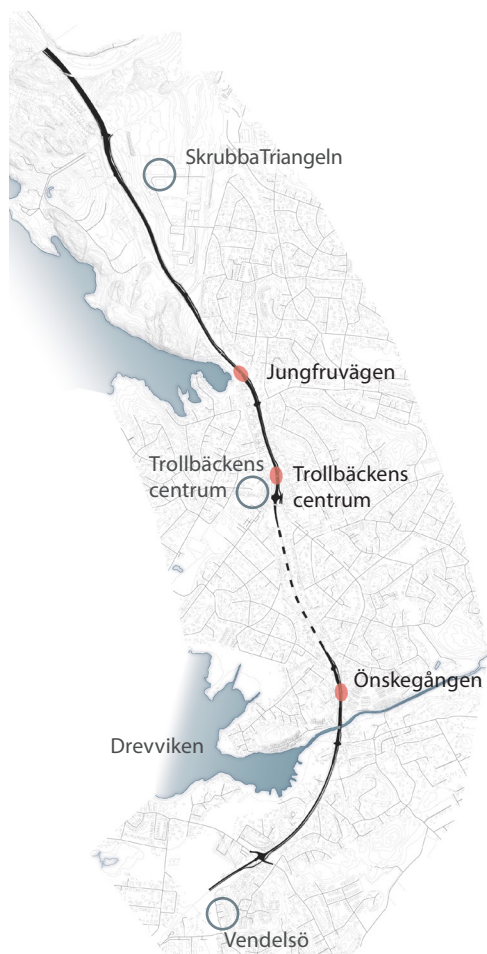 SkrubbaTriangeln
Jungfruvägen
Trollbäckens
centrum
Trollbäckens
centrum
Önskegången
Drevviken
Vendelsö